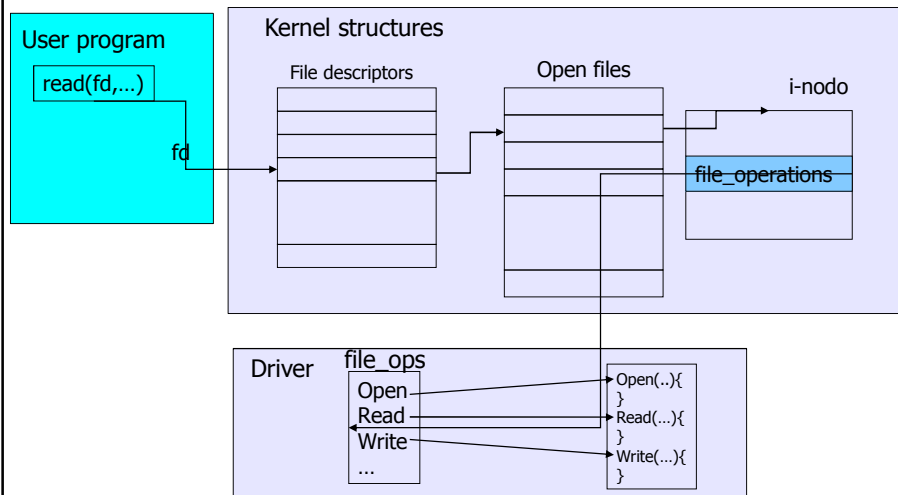 User program
read(fd,...)
fd
Kernel structures
File descriptors
Open files
i-nodo
file_operations
Driver
file_ops
Open
Read
Write
...
Open(..){
}
Read(...){
}
Write(...){
}